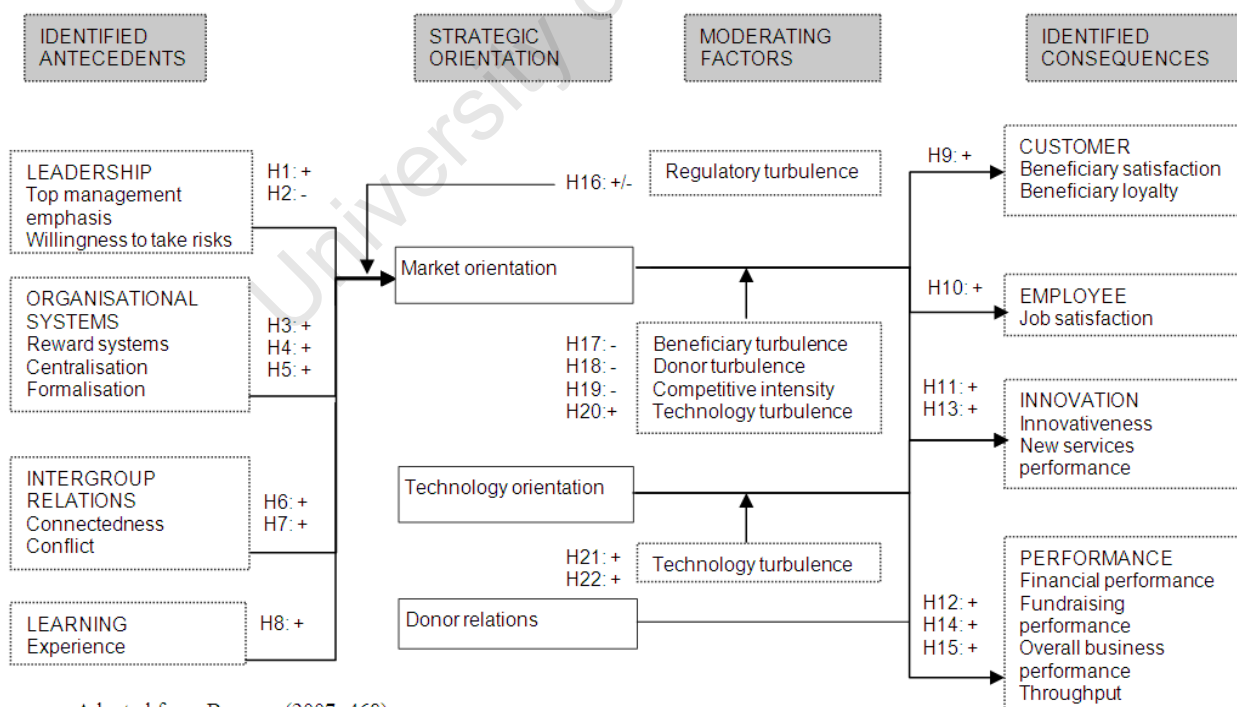 IDENTIFIED
ANTECEDENTS
STRATEGIC
ORIENTATION
MODERATING
FACTORS
IDENTIFIED
CONSEQUENCES
LEADERSHIP
Top management
emphasis
Willingness to take risks
H1: +
H2: -
ORGANISATIONAL
SYSTEMS
Reward systems
Centralisation
Formalisation
H3: +
H4: +
H5: +
INTERGROUP
RELATIONS
Connectedness
Conflict
H6: +
H7: +
LEARNING
Experience
H8: +
H16: +/-
Market orientation
Technology orientation
Donor relations
Regulatory turbulence
H17: -
H18: -
H19: -
H20:+
Beneficiary turbulence
Donor turbulence
Competitive intensity
Technology turbulence
H21: +
H22: +
Technology turbulence
H9: +
CUSTOMER
Beneficiary satisfaction
Beneficiary loyalty
H10: +
EMPLOYEE
Job satisfaction
H11: +
H13: +
INNOVATION
Innovativeness
New services
performance
H12: +
H14: +
H15: +
PERFORMANCE
Financial performance
Fundraising
performance
Overall business
performance
Throughput
University